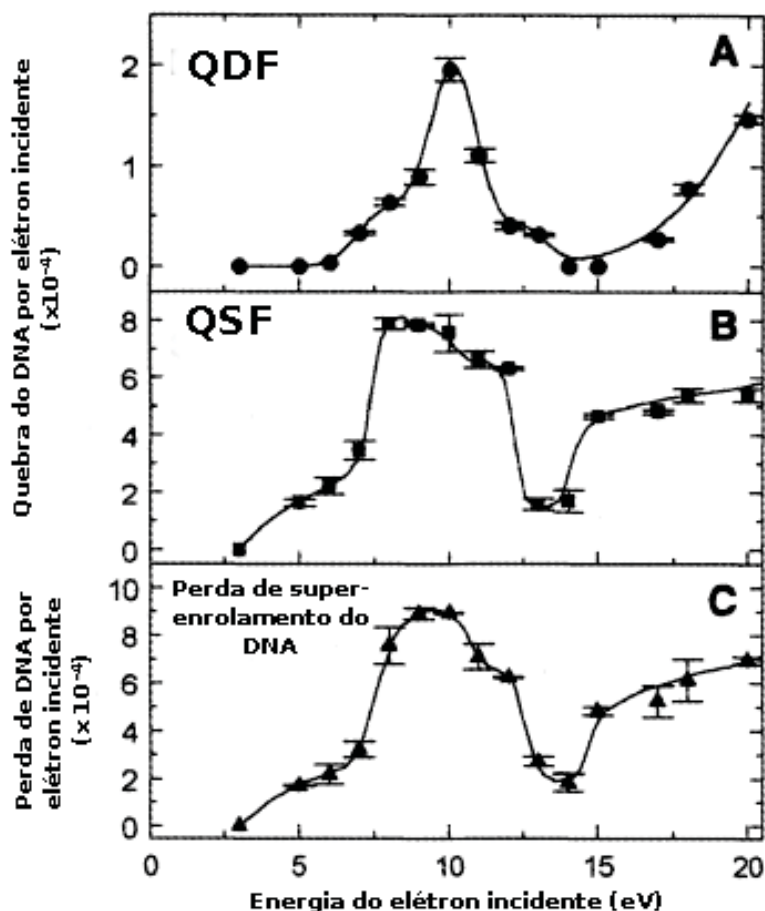 Quebra do DNA por elétron incidente
(x10⁻⁴)
QDF
A
2
1
0
QSF
B
8
6
4
2
0
Perda de DNA por
elétron incidente
(x 10⁻⁴)
Perda de super-
enrolamento do
DNA
C
10
8
6
4
2
0
0 5 10 15 20
Energia do elétron incidente (eV)